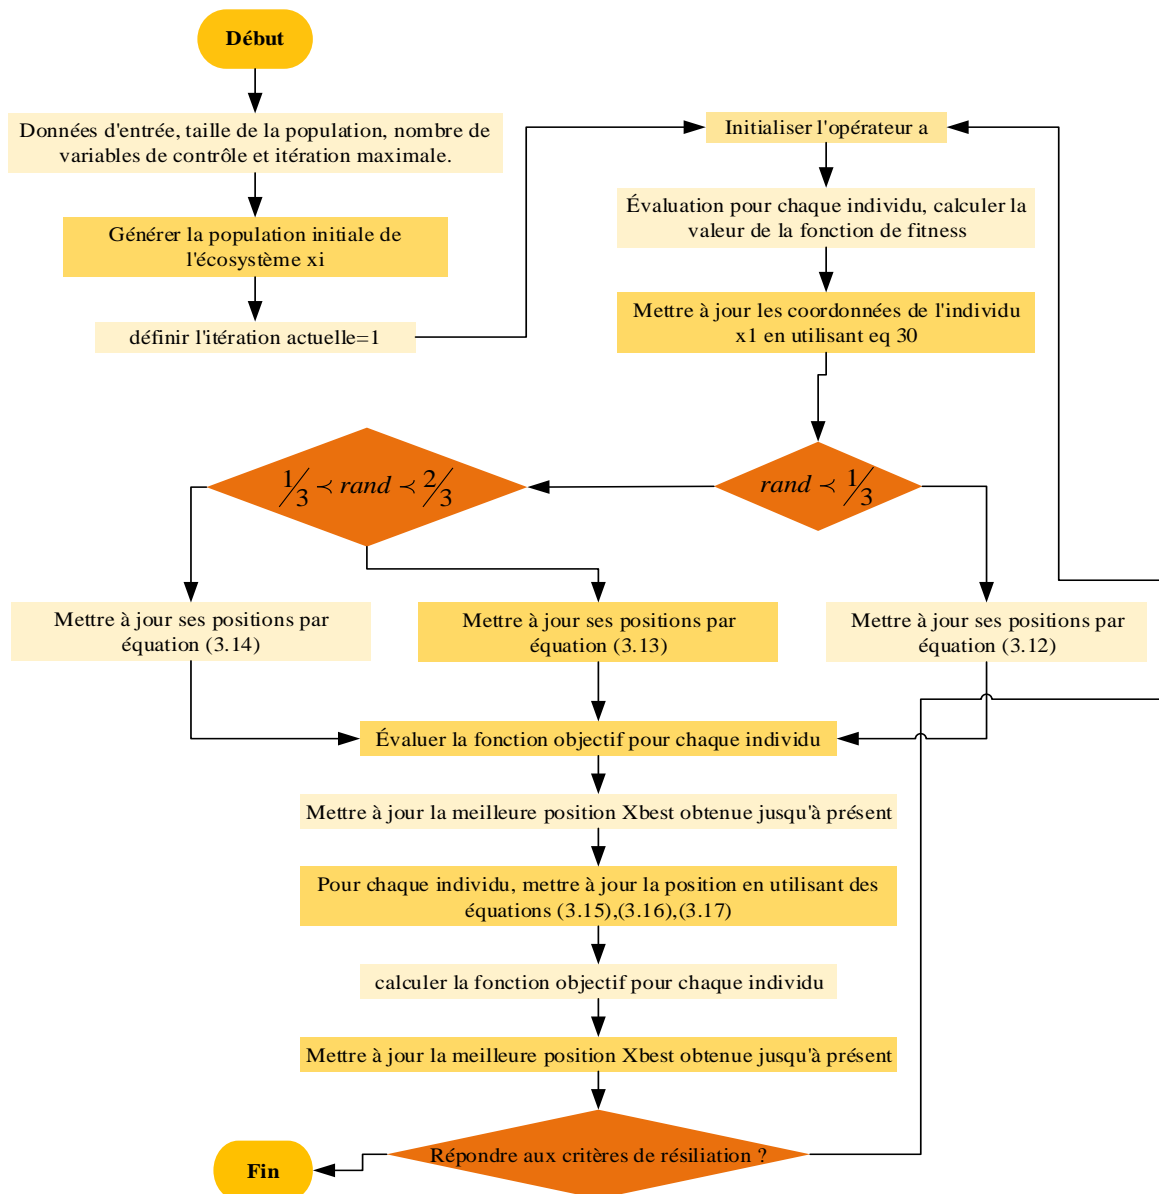 Début
Données d'entrée, taille de la population, nombre de
variables de contrôle et itération maximale.
Générer la population initiale de
l'écosystème xi
définir l'itération actuelle=1
Initialiser l'opérateur a
Évaluation pour chaque individu, calculer la
valeur de la fonction de fitness
Mettre à jour les coordonnées de l'individu
x1 en utilisant eq 30
rand ≺ 1/3
1/3 ≺ rand ≺ 2/3
Mettre à jour ses positions par
équation (3.14)
Mettre à jour ses positions par
équation (3.13)
Mettre à jour ses positions par
équation (3.12)
Évaluer la fonction objectif pour chaque individu
Mettre à jour la meilleure position Xbest obtenue jusqu'à présent
Pour chaque individu, mettre à jour la position en utilisant des
équations (3.15),(3.16),(3.17)
calculer la fonction objectif pour chaque individu
Mettre à jour la meilleure position Xbest obtenue jusqu'à présent
Répondre aux critères de résiliation ?
Fin